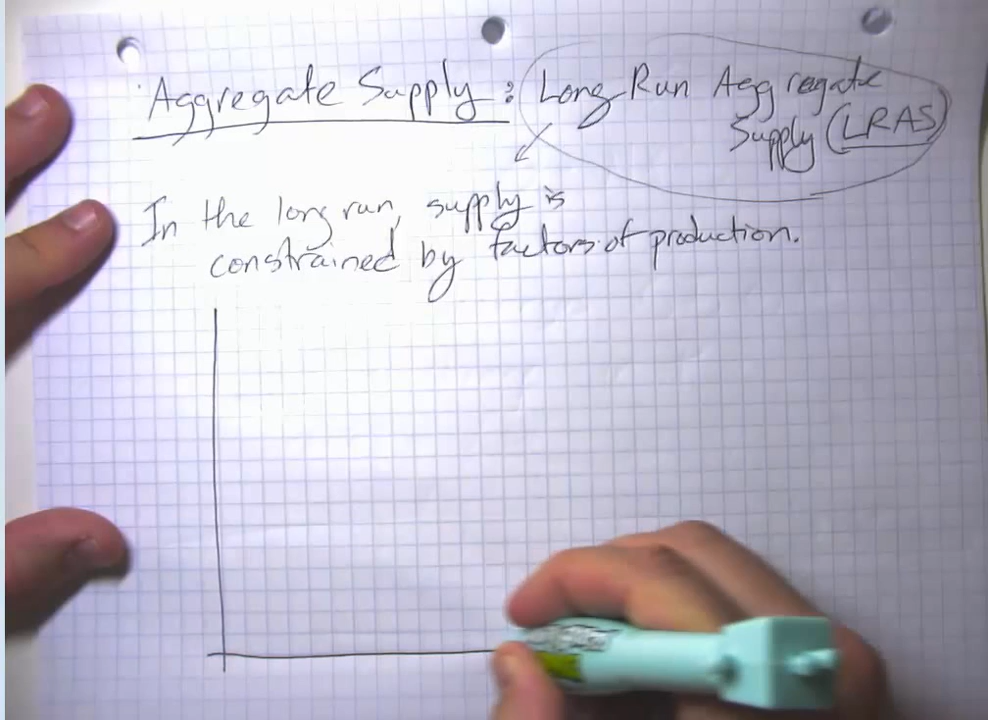 Aggregate Supply: Long Run Aggregate
Supply (LRAS)
In the long run, supply is
constrained by factors of production.